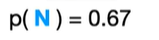 p( N ) = 0.67